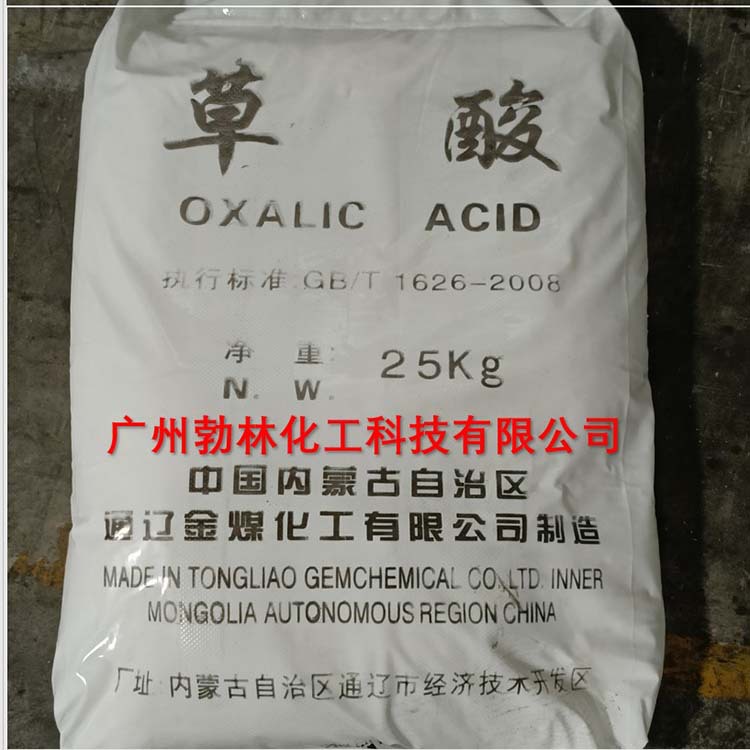 草 酸
OXALIC ACID
执行标准:GB/T 1626-2008
净 重: 25Kg
N. W.
广州勃林化工科技有限公司
中国内蒙古自治区
通辽金煤化工有限公司制造
MADE IN TONGLIAO GEMCHEMICAL CO.,LTD. INNER
MONGOLIA AUTONOMOUS REGION CHINA
厂址:内蒙古自治区通辽市经济技术开发区